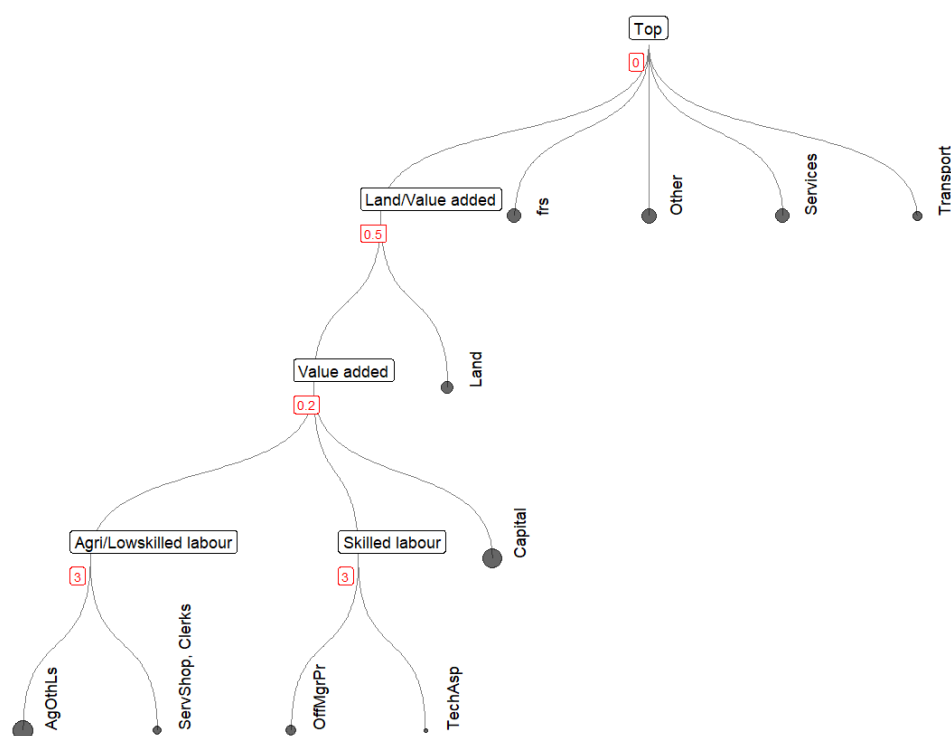 Top
0
Land/Value added
frs
Other
Services
Transport
0.5
Value added
Land
0.2
Agri/Lowskilled labour
Skilled labour
Capital
3
3
AgOthLs
ServShop, Clerks
OffMgrPr
TechAsp